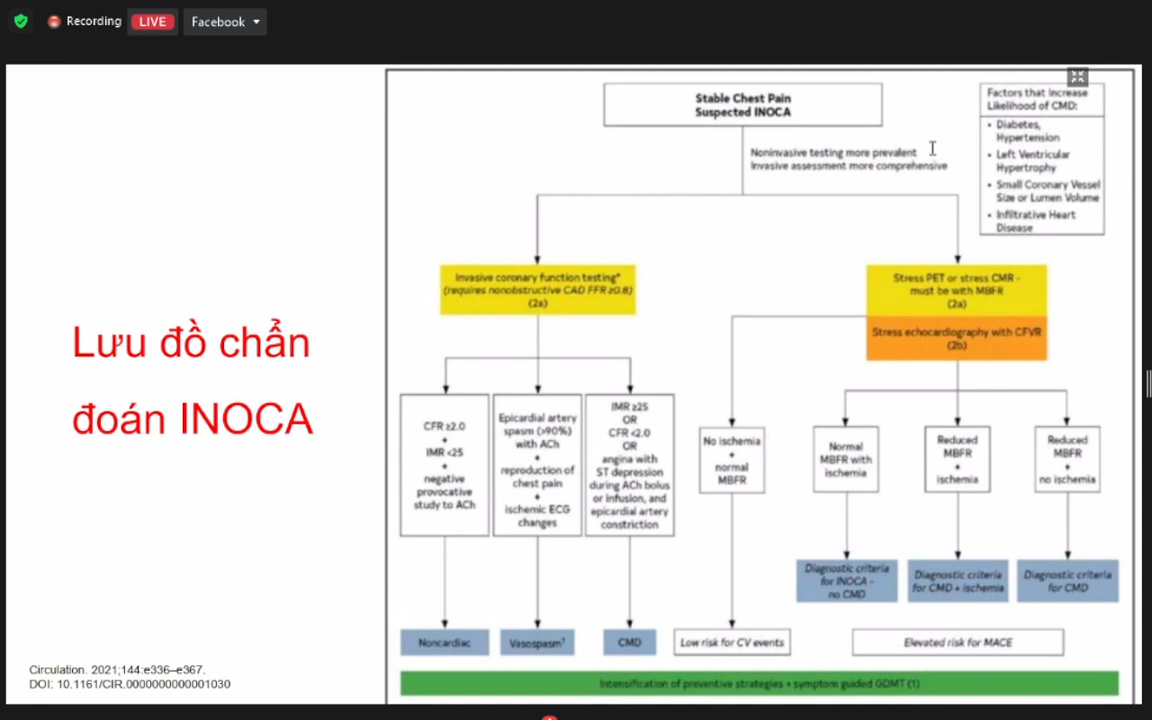 Recording
LIVE
Facebook
Lưu đồ chẩn
đoán INOCA
Circulation. 2021;144:e336–e367.
DOI: 10.1161/CIR.0000000000001030
Stable Chest Pain
Suspected INOCA
Noninvasive testing more prevalent
Invasive assessment more comprehensive
Factors that Increase
Likelihood of CMD:
• Diabetes,
Hypertension
• Left Ventricular
Hypertrophy
• Small Coronary Vessel
Size or Lumen Volume
• Infiltrative Heart
Disease
Invasive coronary function testing*
(requires nonobstructive CAD FFR ≥0.8)
(2a)
Stress PET or stress CMR -
must be with MBFR
(2a)
Stress echocardiography with CFVR
(2b)
CFR ≥2.0
+
IMR <25
+
negative
provocative
study to ACh
Epicardial artery
spasm (>90%)
with ACh
+
reproduction of
chest pain
+
ischemic ECG
changes
IMR ≥25
OR
CFR <2.0
OR
angina with
ST depression
during ACh bolus
or infusion, and
epicardial artery
constriction
No ischemia
+
normal
MBFR
Normal
MBFR with
ischemia
Reduced
MBFR
+
ischemia
Reduced
MBFR
+
no ischemia
Diagnostic criteria
for INOCA -
no CMD
Diagnostic criteria
for CMD + ischemia
Diagnostic criteria
for CMD
Noncardiac
Vasospasm†
CMD
Low risk for CV events
Elevated risk for MACE
Intensification of preventive strategies + symptom guided GDMT (1)